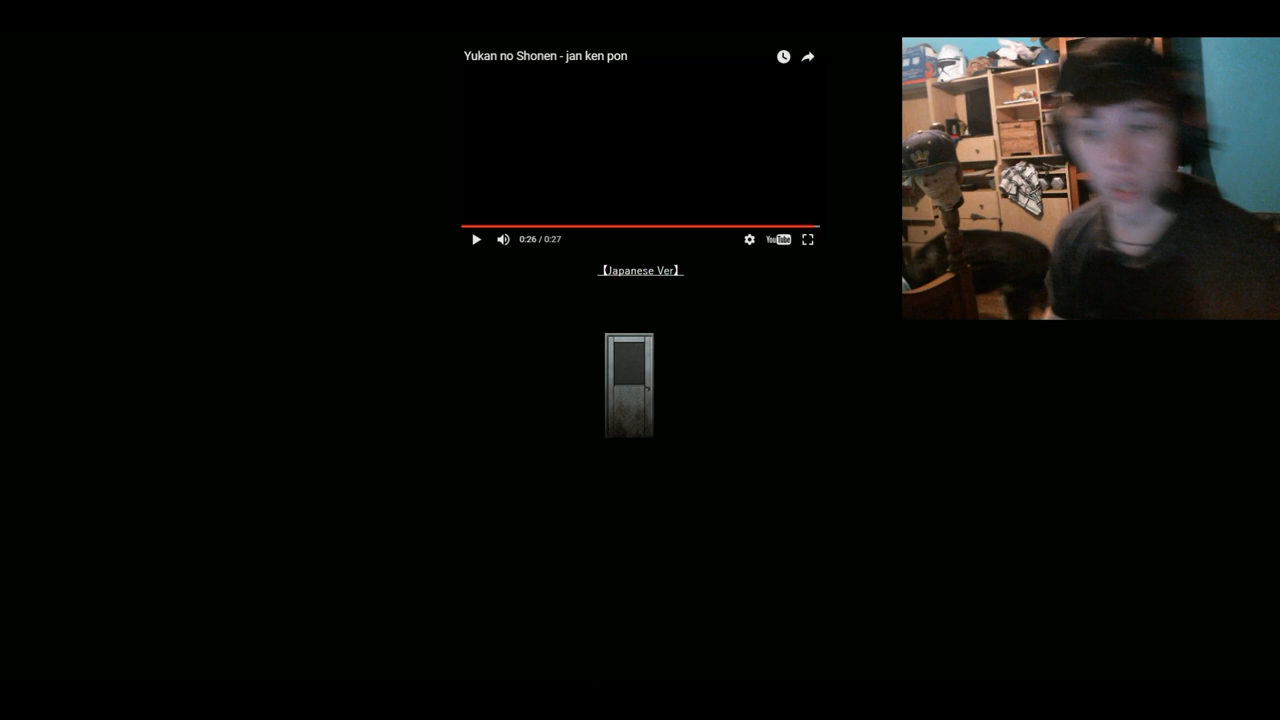 Yukan no Shonen - jan ken pon
0:26 / 0:27
YouTube
【Japanese Ver】